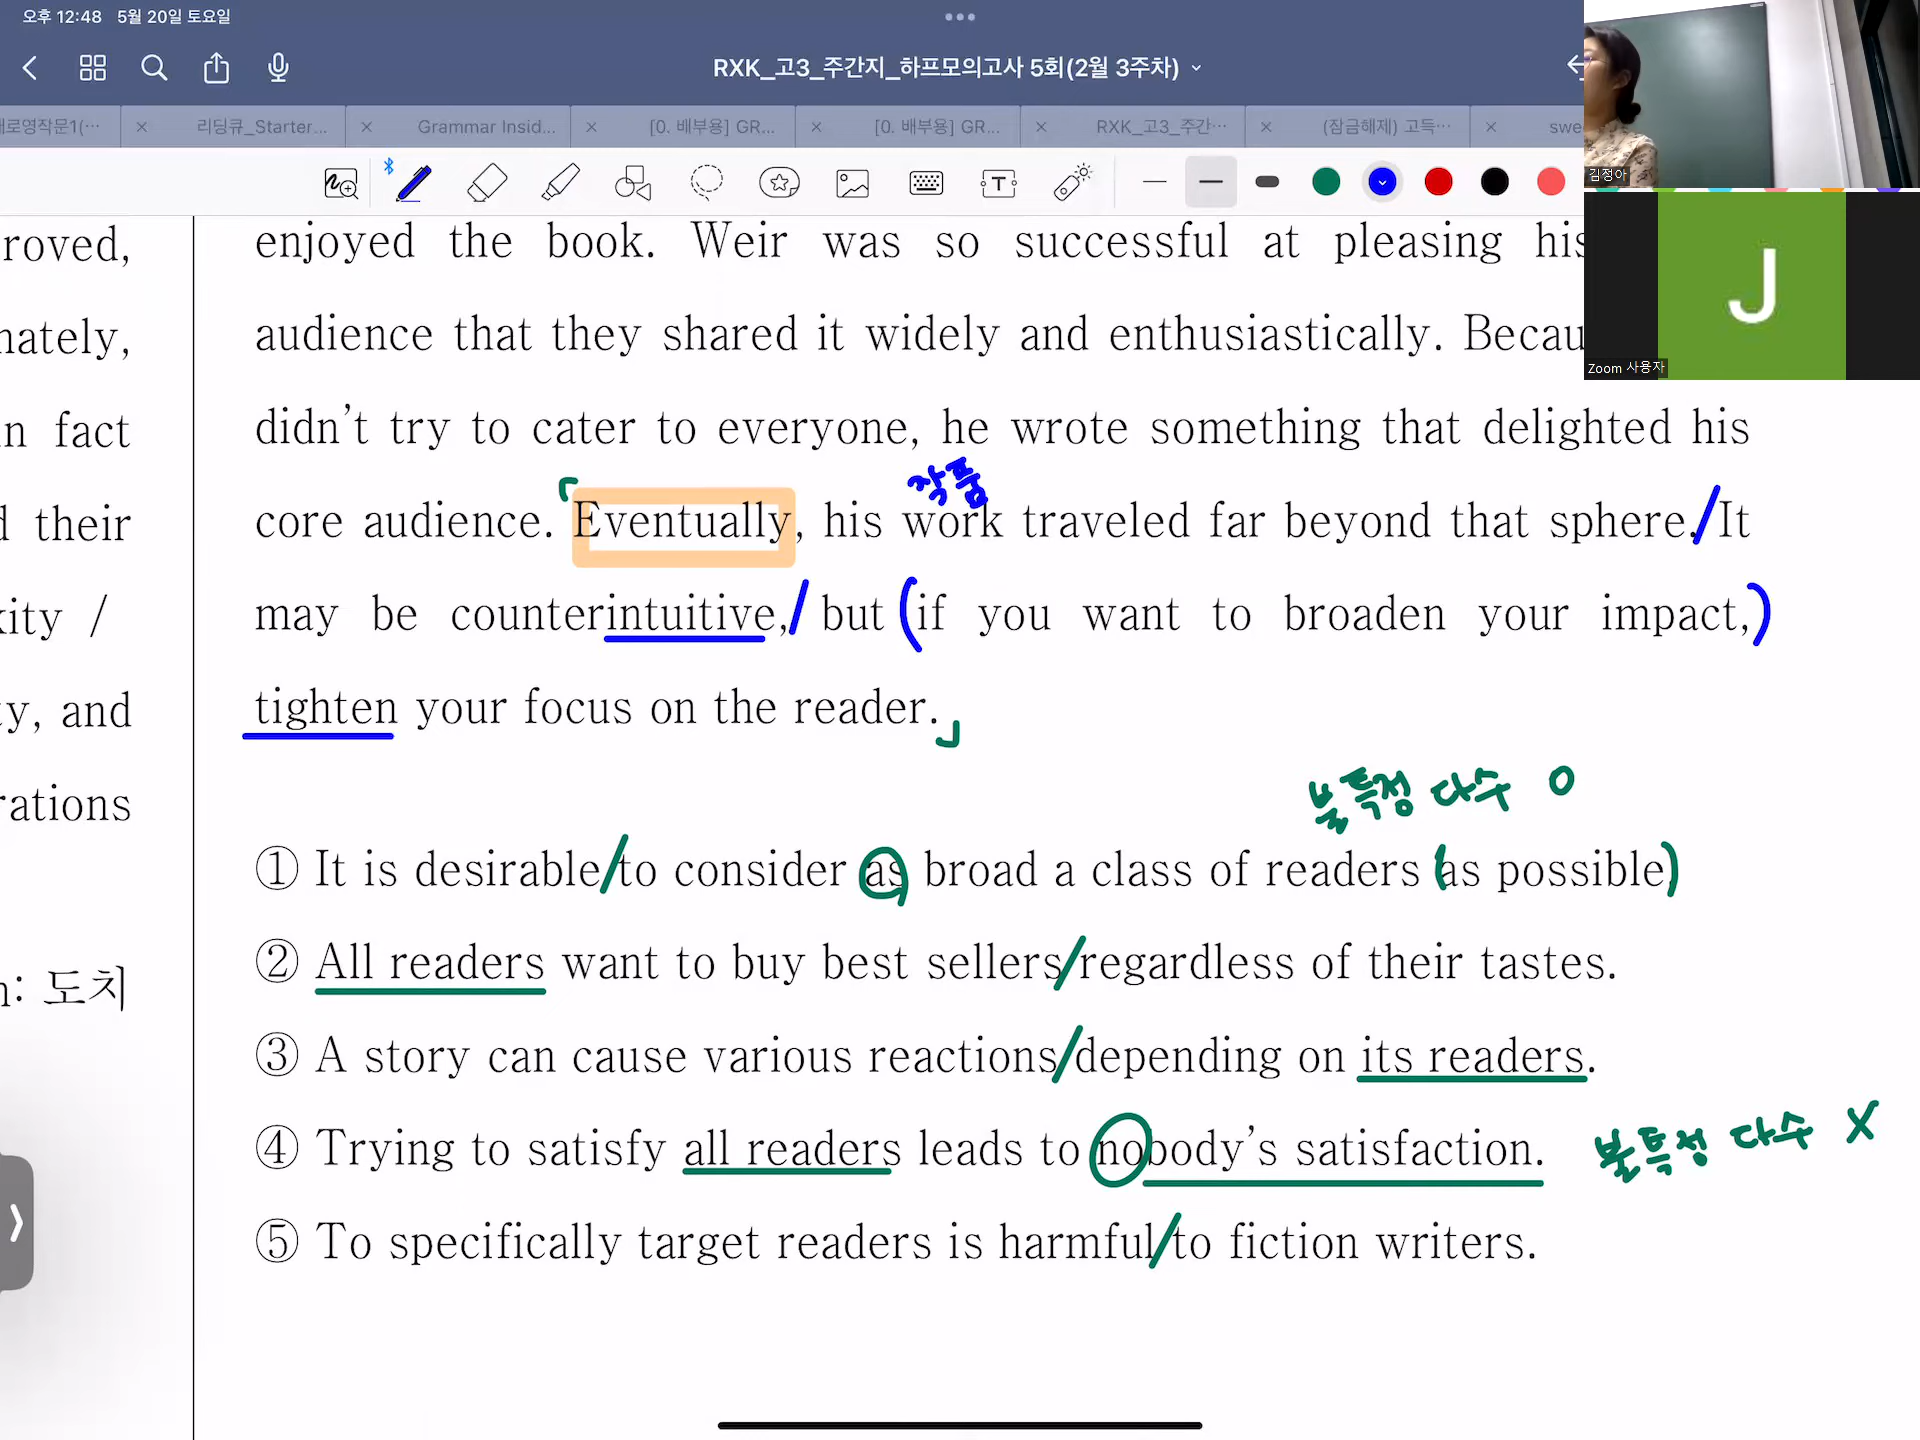 오후 12:48 5월 20일 토요일
RXK_고3_주간지_하프모의고사 5회(2월 3주차)
로영작문1(… × 리딩큐_Starter… × Grammar Insid… × [0. 배부용] GR… × [0. 배부용] GR… × RXK_고3_주간… × (잠금해제) 고득… × swe
김정아
J
Zoom 사용자
roved,
nately,
n fact
d their
kity /
ty, and
rations
n: 도치
enjoyed the book. Weir was so successful at pleasing his
audience that they shared it widely and enthusiastically. Becau
didn't try to cater to everyone, he wrote something that delighted his
작품
core audience. 「Eventually, his work traveled far beyond that sphere. / It
may be counterintuitive, / but (if you want to broaden your impact,)
tighten your focus on the reader.」
불특정 다수 O
① It is desirable / to consider as broad a class of readers (as possible)
② All readers want to buy best sellers / regardless of their tastes.
③ A story can cause various reactions / depending on its readers.
④ Trying to satisfy all readers leads to nobody's satisfaction. 불특정 다수 X
⑤ To specifically target readers is harmful / to fiction writers.